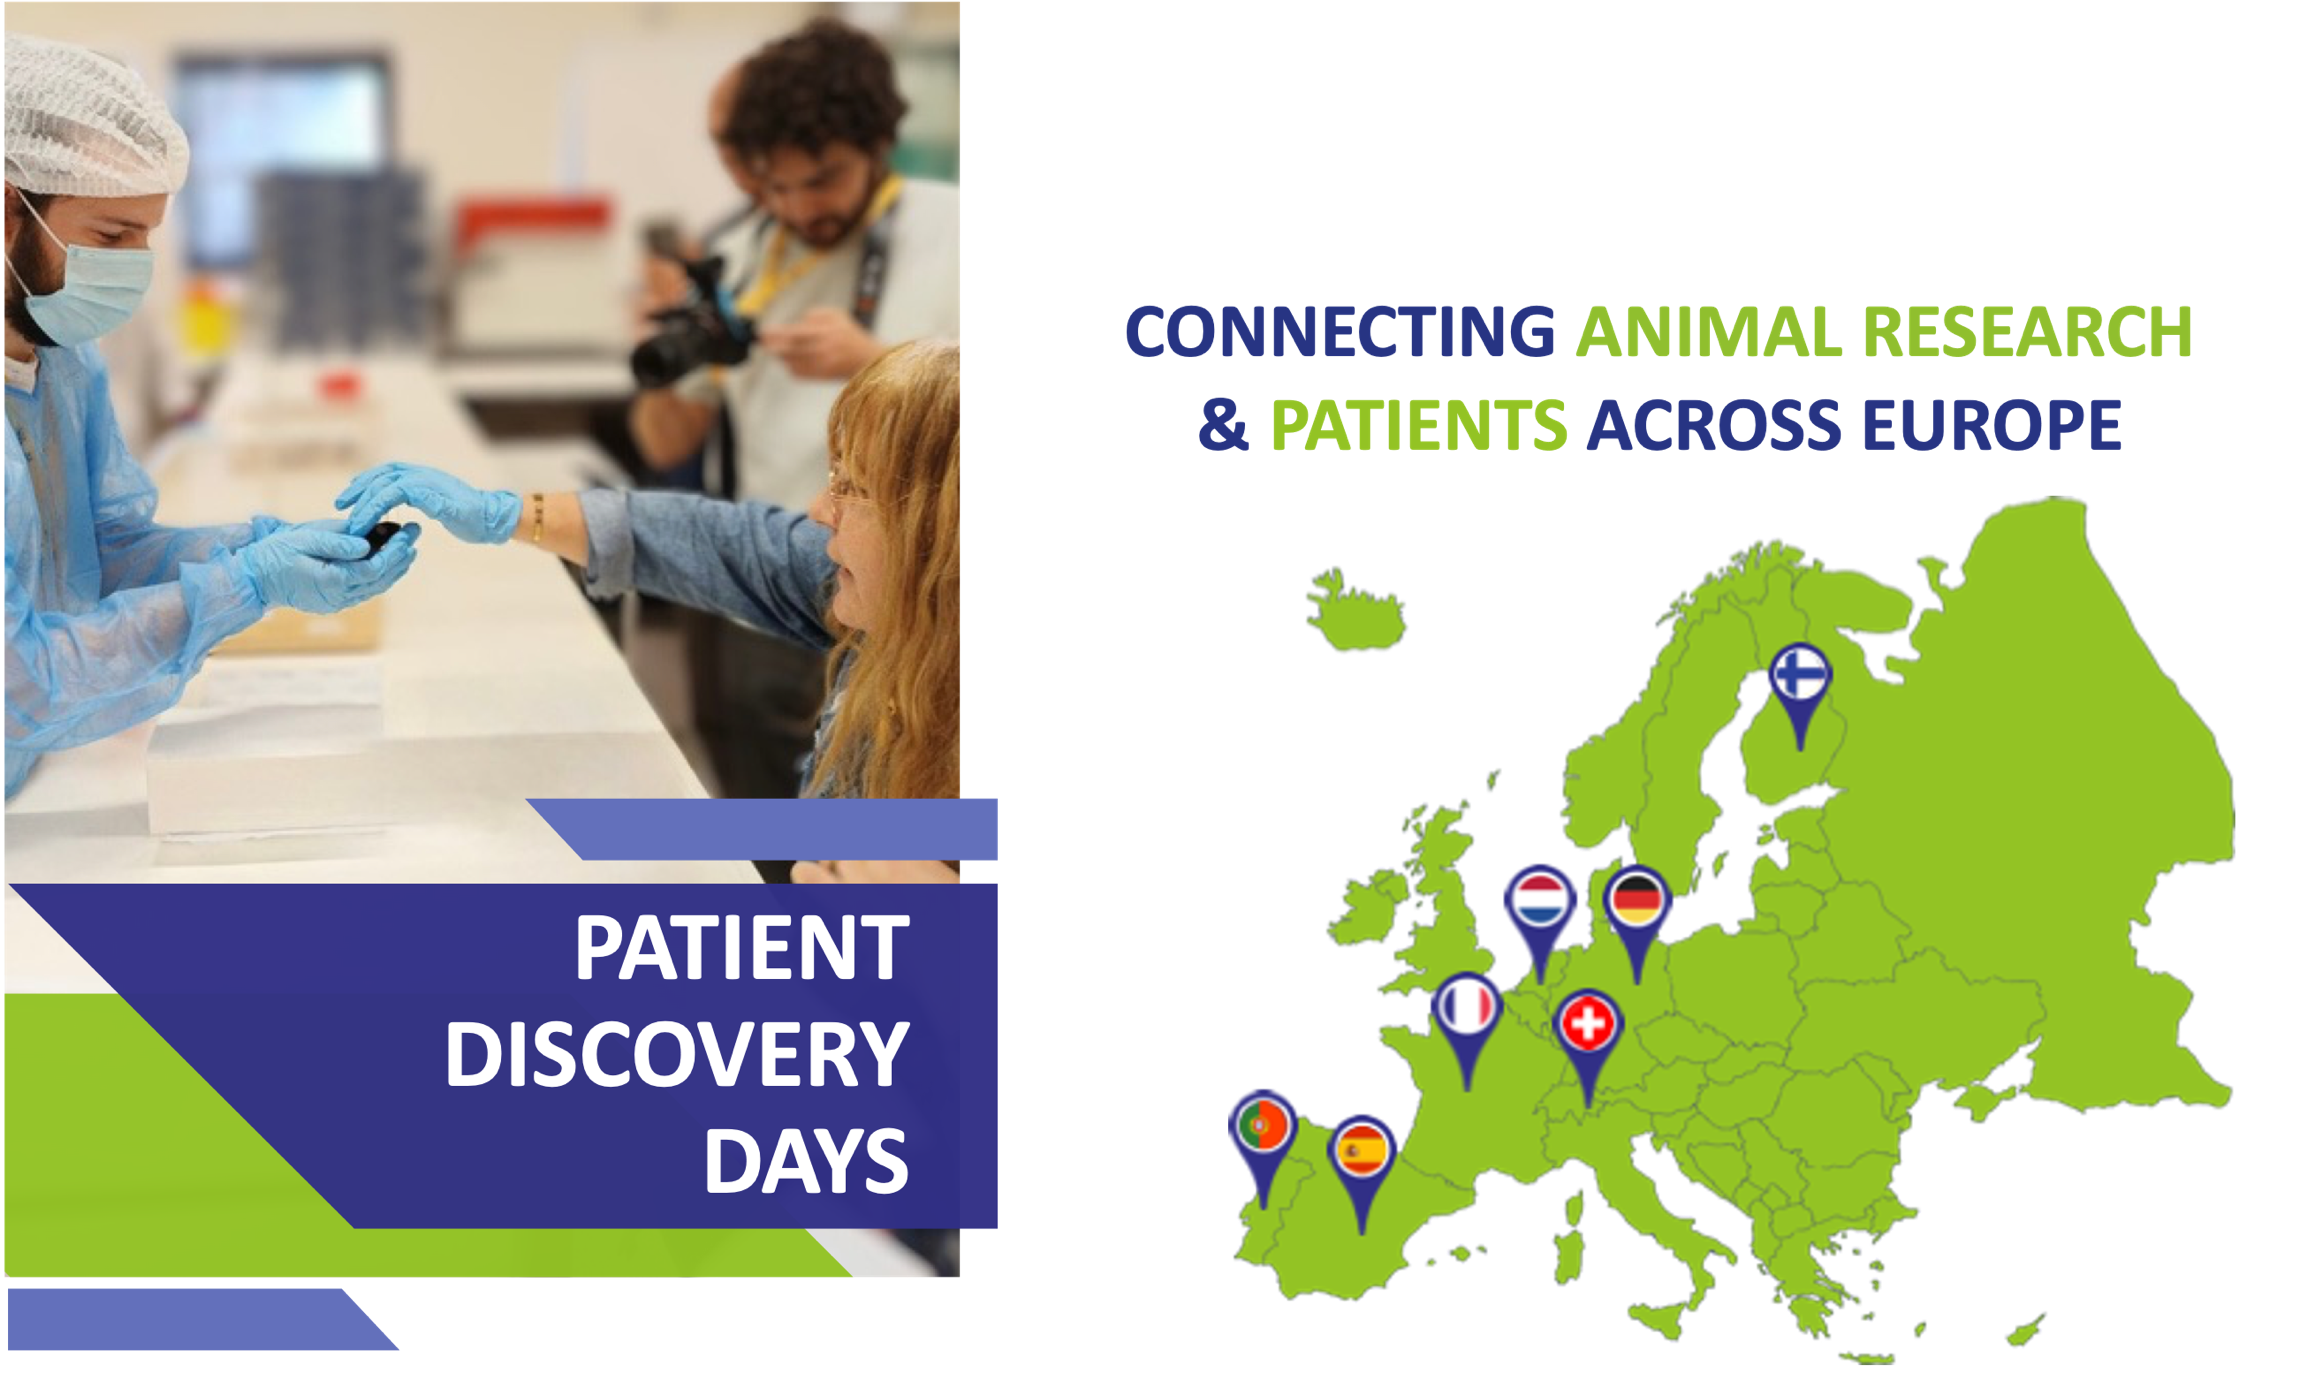 PATIENT
DISCOVERY
DAYS
CONNECTING ANIMAL RESEARCH
& PATIENTS ACROSS EUROPE